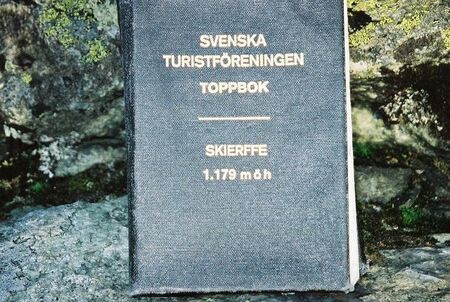 SVENSKA
TURISTFÖRENINGEN
TOPPBOK
SKIERFFE
1.179 m ö h